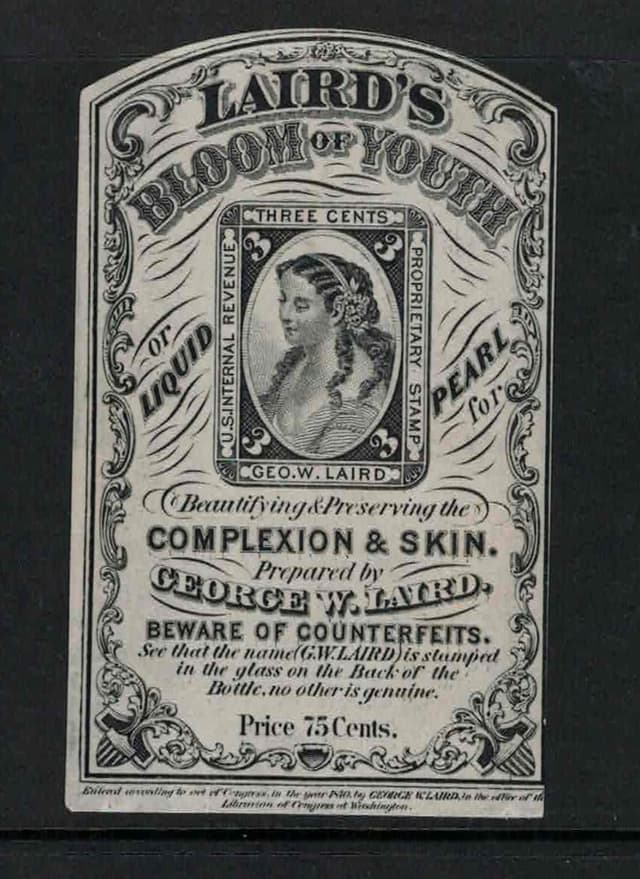 LAIRD'S
BLOOM OF YOUTH
THREE CENTS
3 3
U.S. INTERNAL REVENUE
PROPRIETARY STAMP
or
LIQUID
PEARL
for
3 3
GEO. W. LAIRD
Beautifying & Preserving the
COMPLEXION & SKIN.
Prepared by
GEORGE W. LAIRD.
BEWARE OF COUNTERFEITS.
See that the name (G.W. LAIRD) is stamped
in the glass on the Back of the
Bottle, no other is genuine.
Price 75 Cents.
Entered according to act of Congress, in the year 1870, by GEORGE W. LAIRD, in the office of th
Librarian of Congress at Washington.